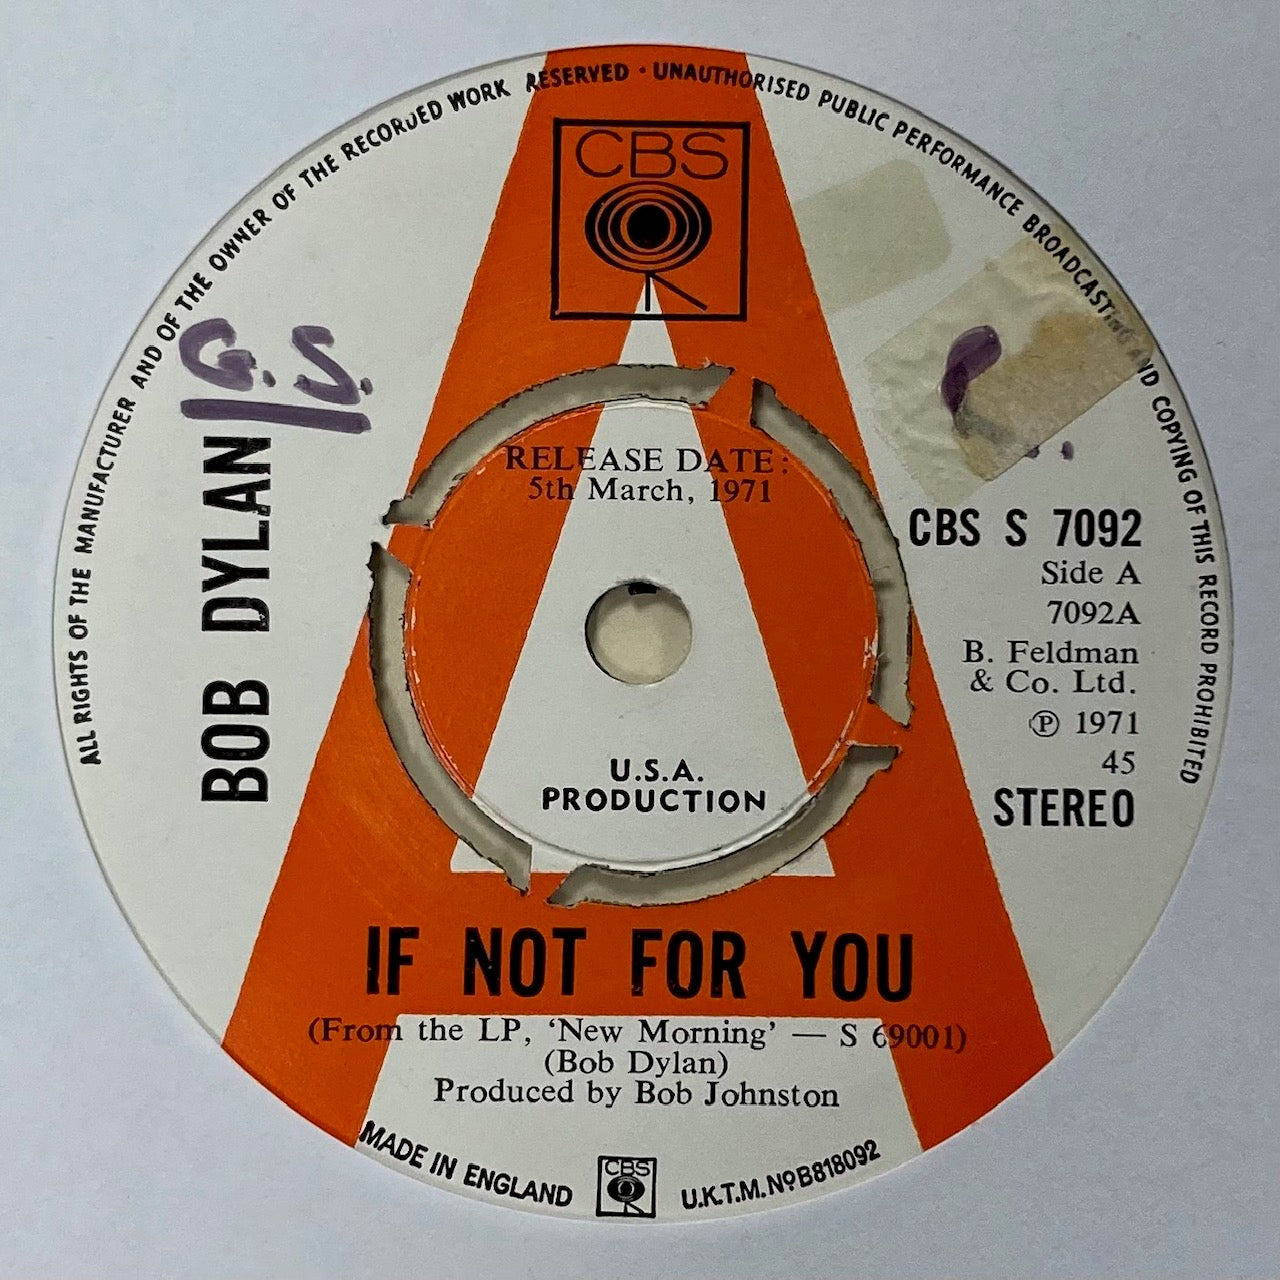 ALL RIGHTS OF THE MANUFACTURER AND OF THE OWNER OF THE RECORDED WORK RESERVED · UNAUTHORISED PUBLIC PERFORMANCE BROADCASTING AND COPYING OF THIS RECORD PROHIBITED
CBS
G.S.
BOB DYLAN
RELEASE DATE:
5th March, 1971
CBS S 7092
Side A
7092A
B. Feldman
& Co. Ltd.
℗ 1971
45
STEREO
U.S.A.
PRODUCTION
IF NOT FOR YOU
(From the LP, ‘New Morning’ — S 69001)
(Bob Dylan)
Produced by Bob Johnston
MADE IN ENGLAND
CBS
U.K.T.M. NO B818092